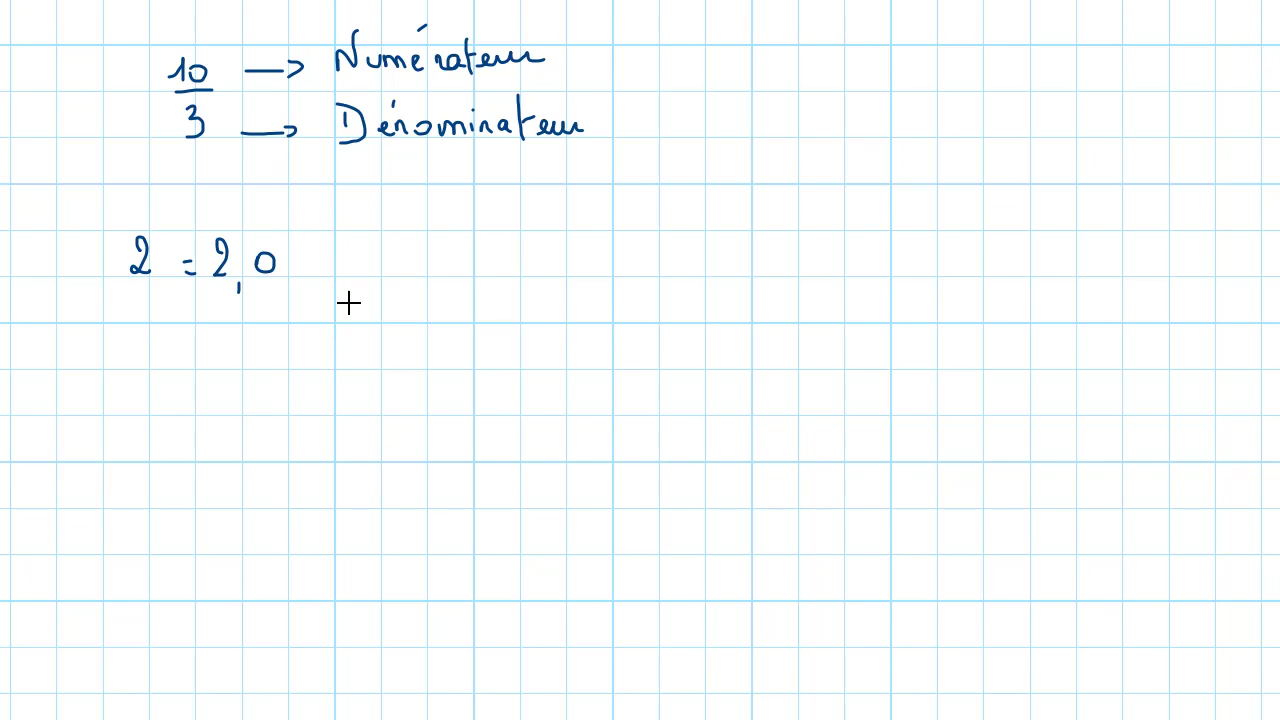 10 → Numérateur
3 → Dénominateur
2 = 2,0